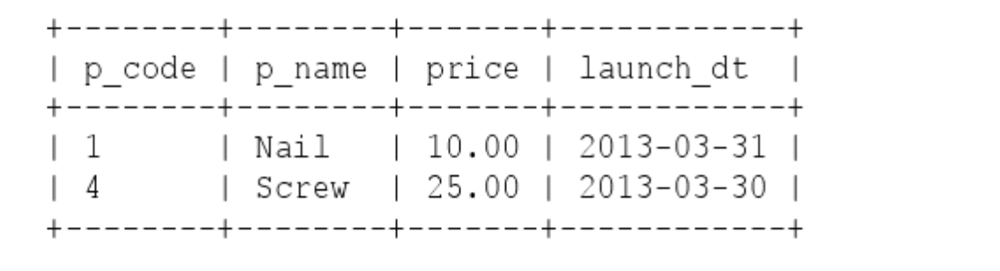 +--------+--------+-------+------------+
| p_code | p_name | price | launch_dt  |
+--------+--------+-------+------------+
| 1      | Nail   | 10.00 | 2013-03-31 |
| 4      | Screw  | 25.00 | 2013-03-30 |
+--------+--------+-------+------------+